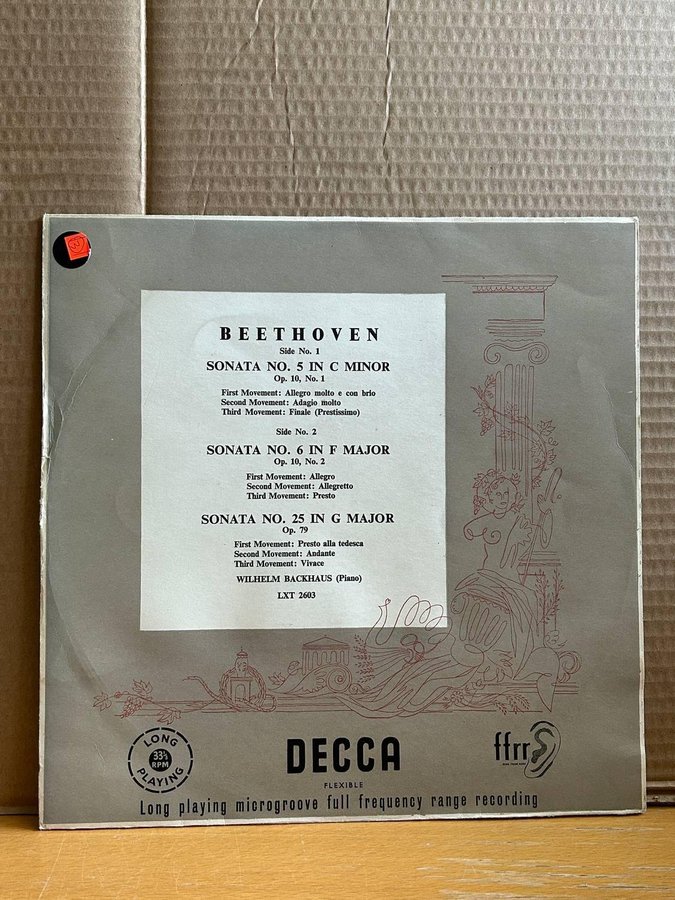 BEETHOVEN
Side No. 1
SONATA NO. 5 IN C MINOR
Op. 10, No. 1
First Movement: Allegro molto e con brio
Second Movement: Adagio molto
Third Movement: Finale (Prestissimo)
Side No. 2
SONATA NO. 6 IN F MAJOR
Op. 10, No. 2
First Movement: Allegro
Second Movement: Allegretto
Third Movement: Presto
SONATA NO. 25 IN G MAJOR
Op. 79
First Movement: Presto alla tedesca
Second Movement: Andante
Third Movement: Vivace
WILHELM BACKHAUS (Piano)
LXT 2603
LONG
33⅓
RPM
PLAYING
DECCA
FLEXIBLE
ffrr
Long playing microgroove full frequency range recording